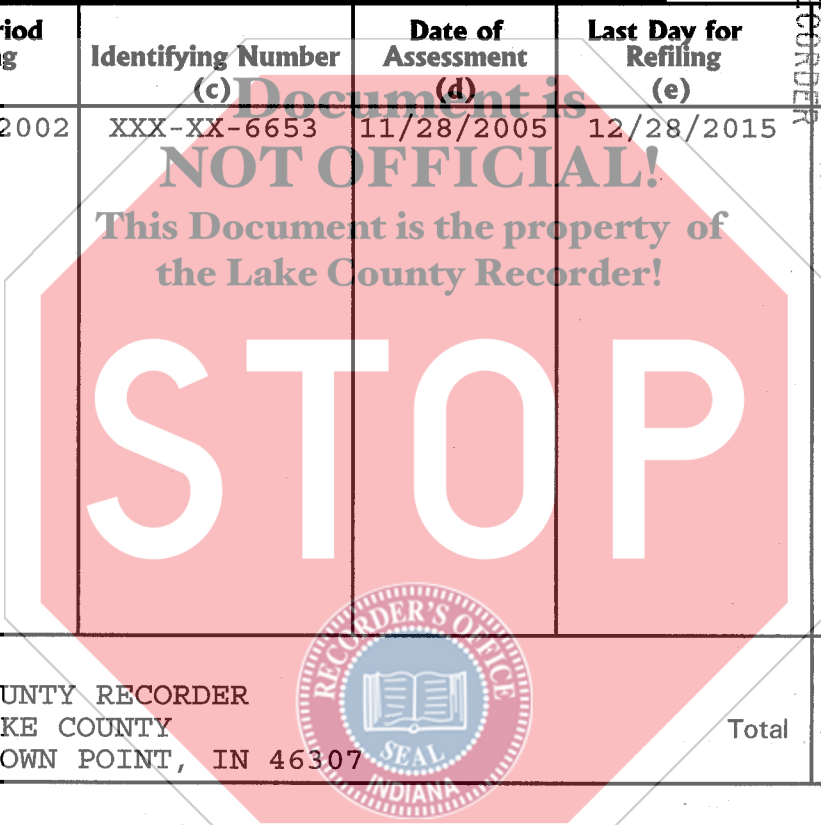 riod
g
Identifying Number
(c)
Date of
Assessment
(d)
Last Day for
Refiling
(e)
CORDER
Document is
2002 XXX-XX-6653 11/28/2005 12/28/2015
NOT OFFICIAL!
This Document is the property of
the Lake County Recorder!
STOP
RECORDER'S OFFICE
SEAL
INDIANA
UNTY RECORDER
KE COUNTY
OWN POINT, IN 46307
Total